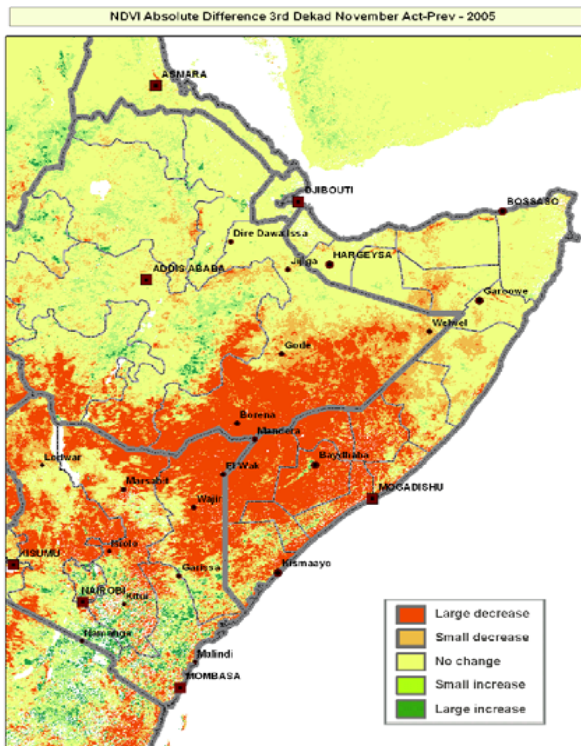 NDVI Absolute Difference 3rd Dekad November Act-Prev - 2005
ASMARA
DJIBOUTI
BOSSASO
Dire Dawa Issa
HARGEYSA
Jijiga
ADDIS ABABA
Garoowe
Welwel
Gode
Borena
Mandera
Lodwar
El Wak
Baydhaba
Marsabit
Wajir
MOGADISHU
Isiolo
KISUMU
Garissa
Kismaayo
NAIROBI
Kitui
Namanga
Malindi
MOMBASA
Large decrease
Small decrease
No change
Small increase
Large increase